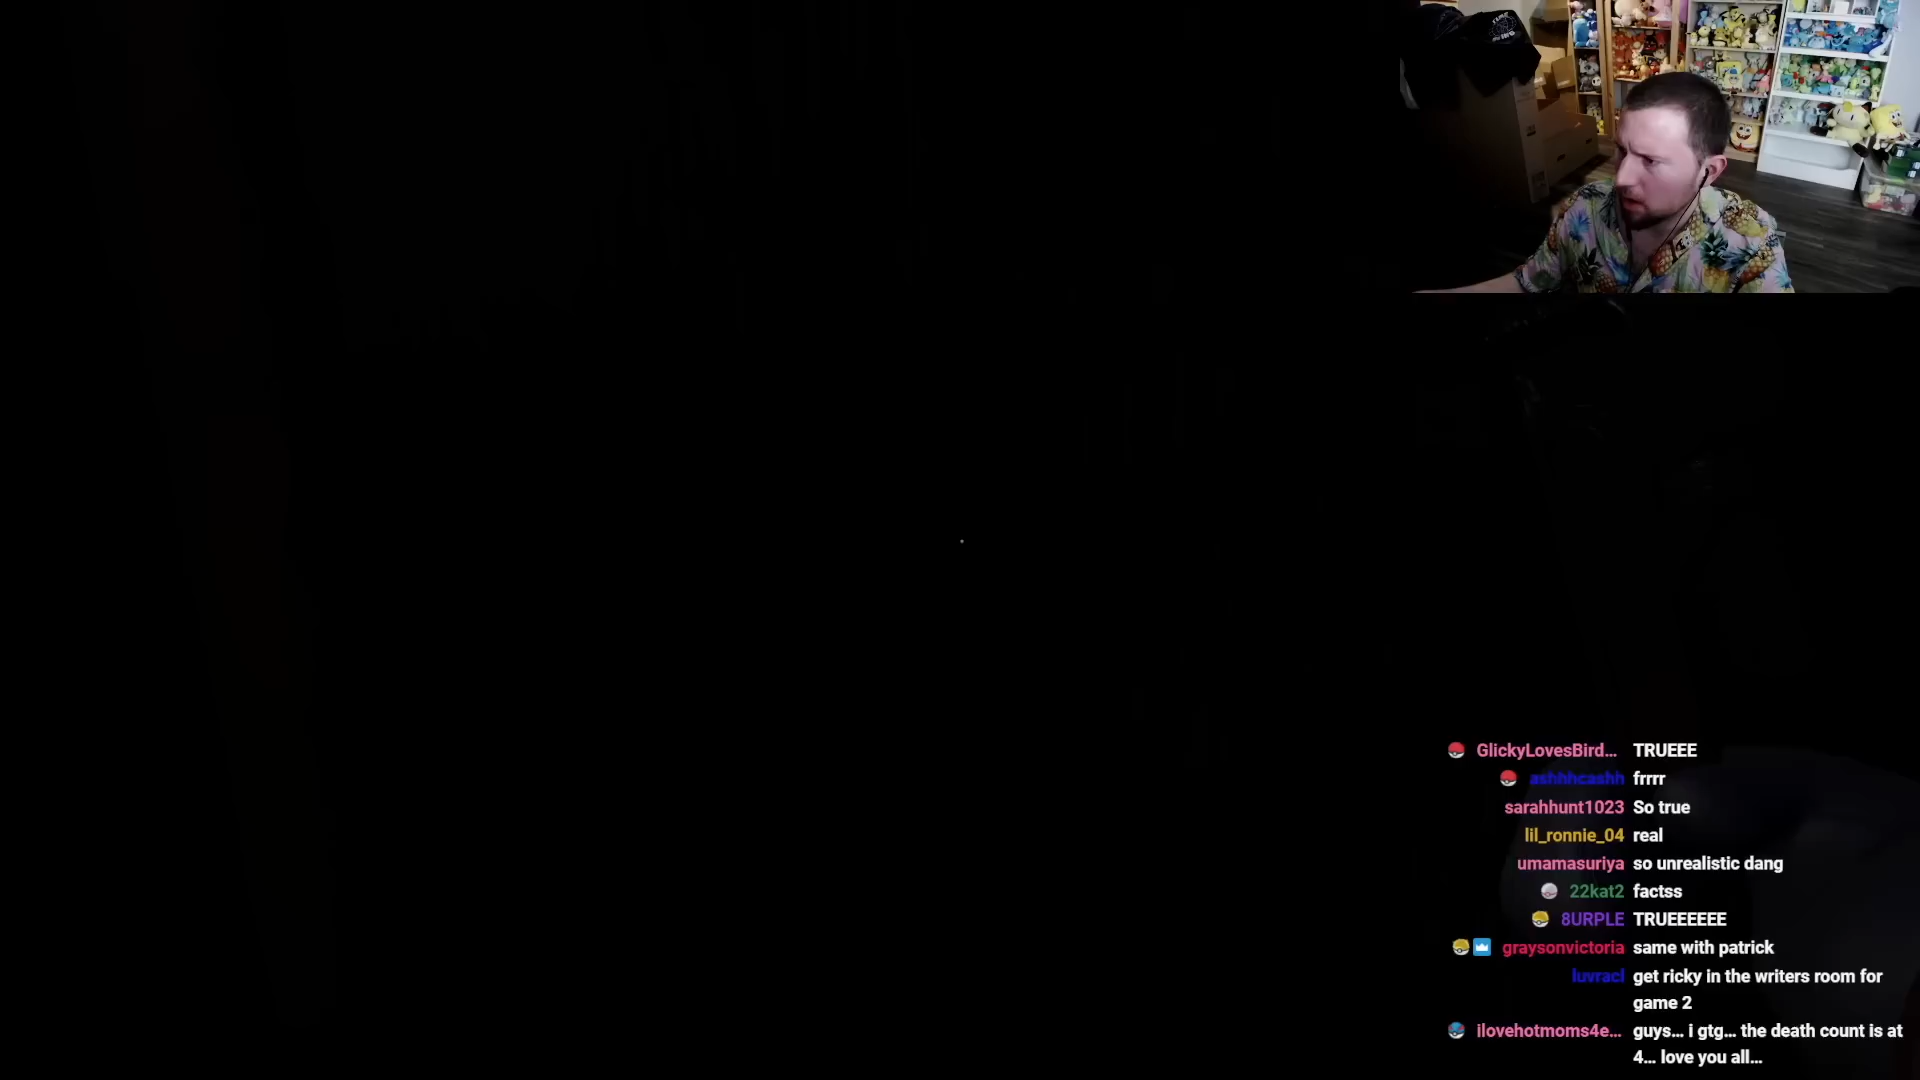 GlickyLovesBird... TRUEEE
ashhhcashh frrrr
sarahhunt1023 So true
lil_ronnie_04 real
umamasuriya so unrealistic dang
22kat2 factss
8URPLE TRUEEEEEE
graysonvictoria same with patrick
luvracl get ricky in the writers room for
game 2
ilovehotmoms4e... guys... i gtg... the death count is at
4... love you all...